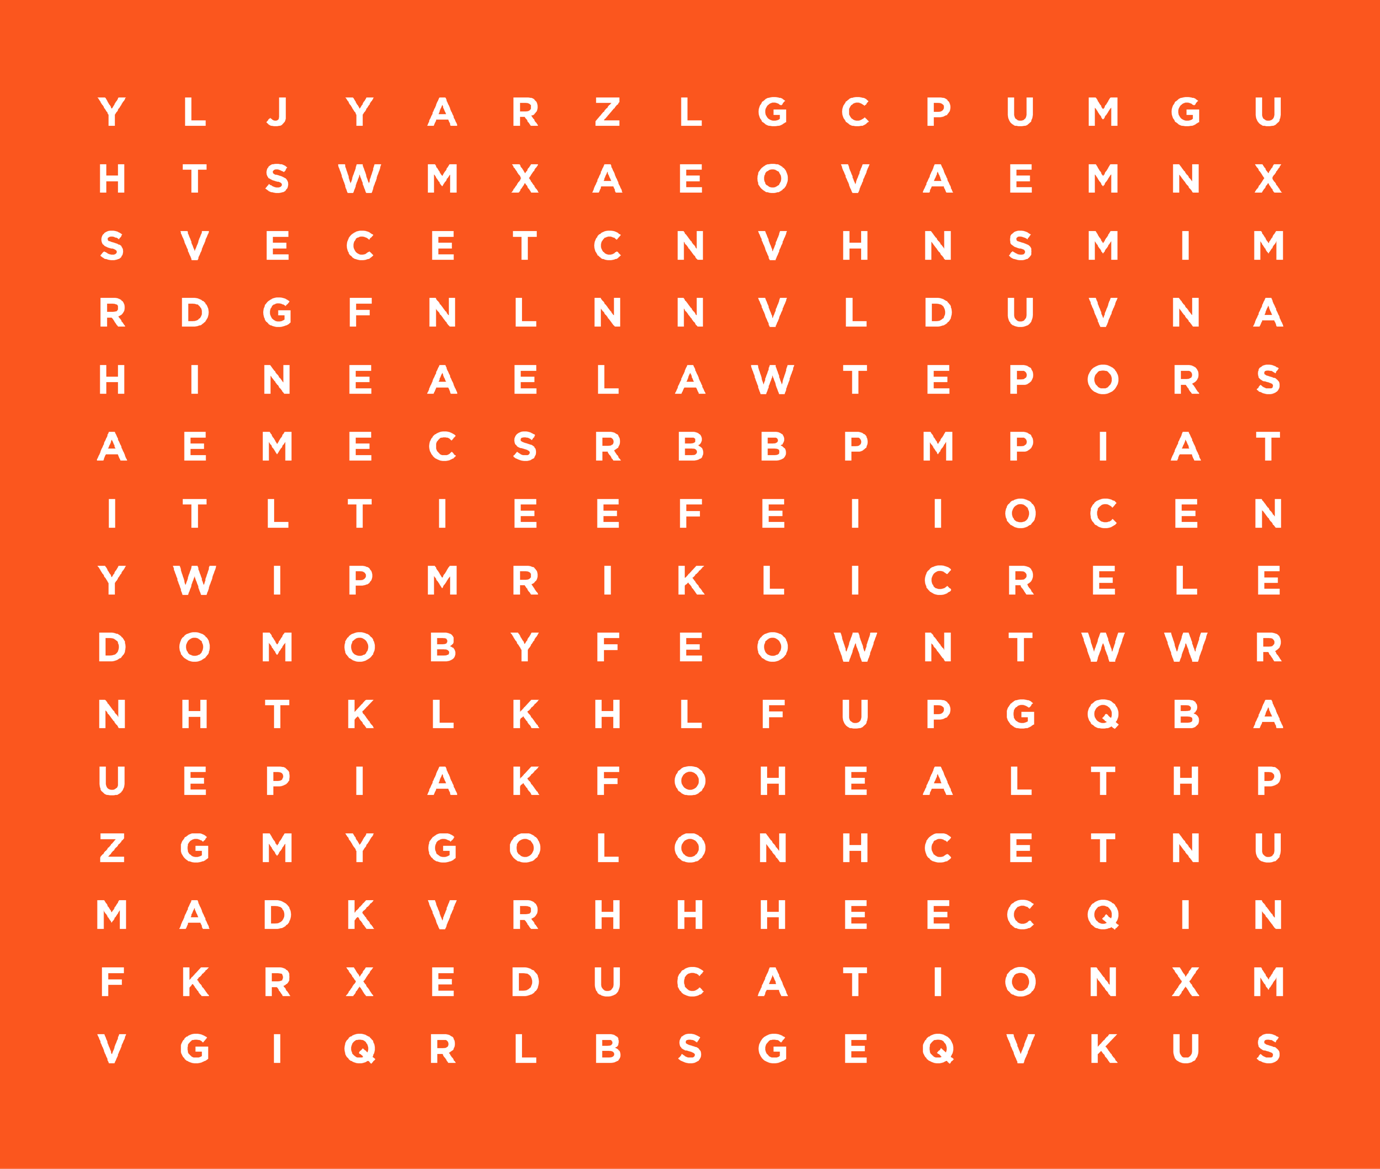 Y L J Y A R Z L G C P U M G U
H T S W M X A E O V A E M N X
S V E C E T C N V H N S M I M
R D G F N L N N V L D U V N A
H I N E A E L A W T E P O R S
A E M E C S R B B P M P I A T
I T L T I E E F E I I O C E N
Y W I P M R I K L I C R E L E
D O M O B Y F E O W N T W W R
N H T K L K H L F U P G Q B A
U E P I A K F O H E A L T H P
Z G M Y G O L O N H C E T N U
M A D K V R H H H E E C Q I N
F K R X E D U C A T I O N X M
V G I Q R L B S G E Q V K U S